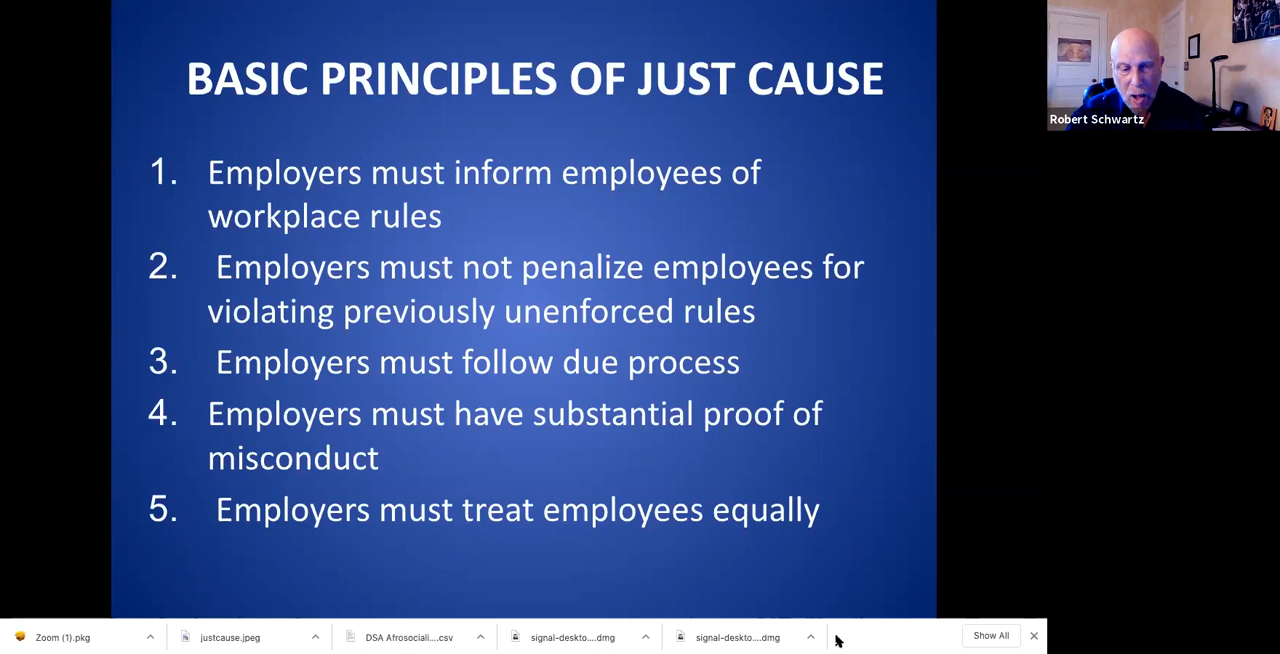 BASIC PRINCIPLES OF JUST CAUSE
Robert Schwartz
1. Employers must inform employees of
workplace rules
2. Employers must not penalize employees for
violating previously unenforced rules
3. Employers must follow due process
4. Employers must have substantial proof of
misconduct
5. Employers must treat employees equally
Zoom (1).pkg
justcause.jpeg
DSA Afrosociali....csv
signal-deskto....dmg
signal-deskto....dmg
Show All